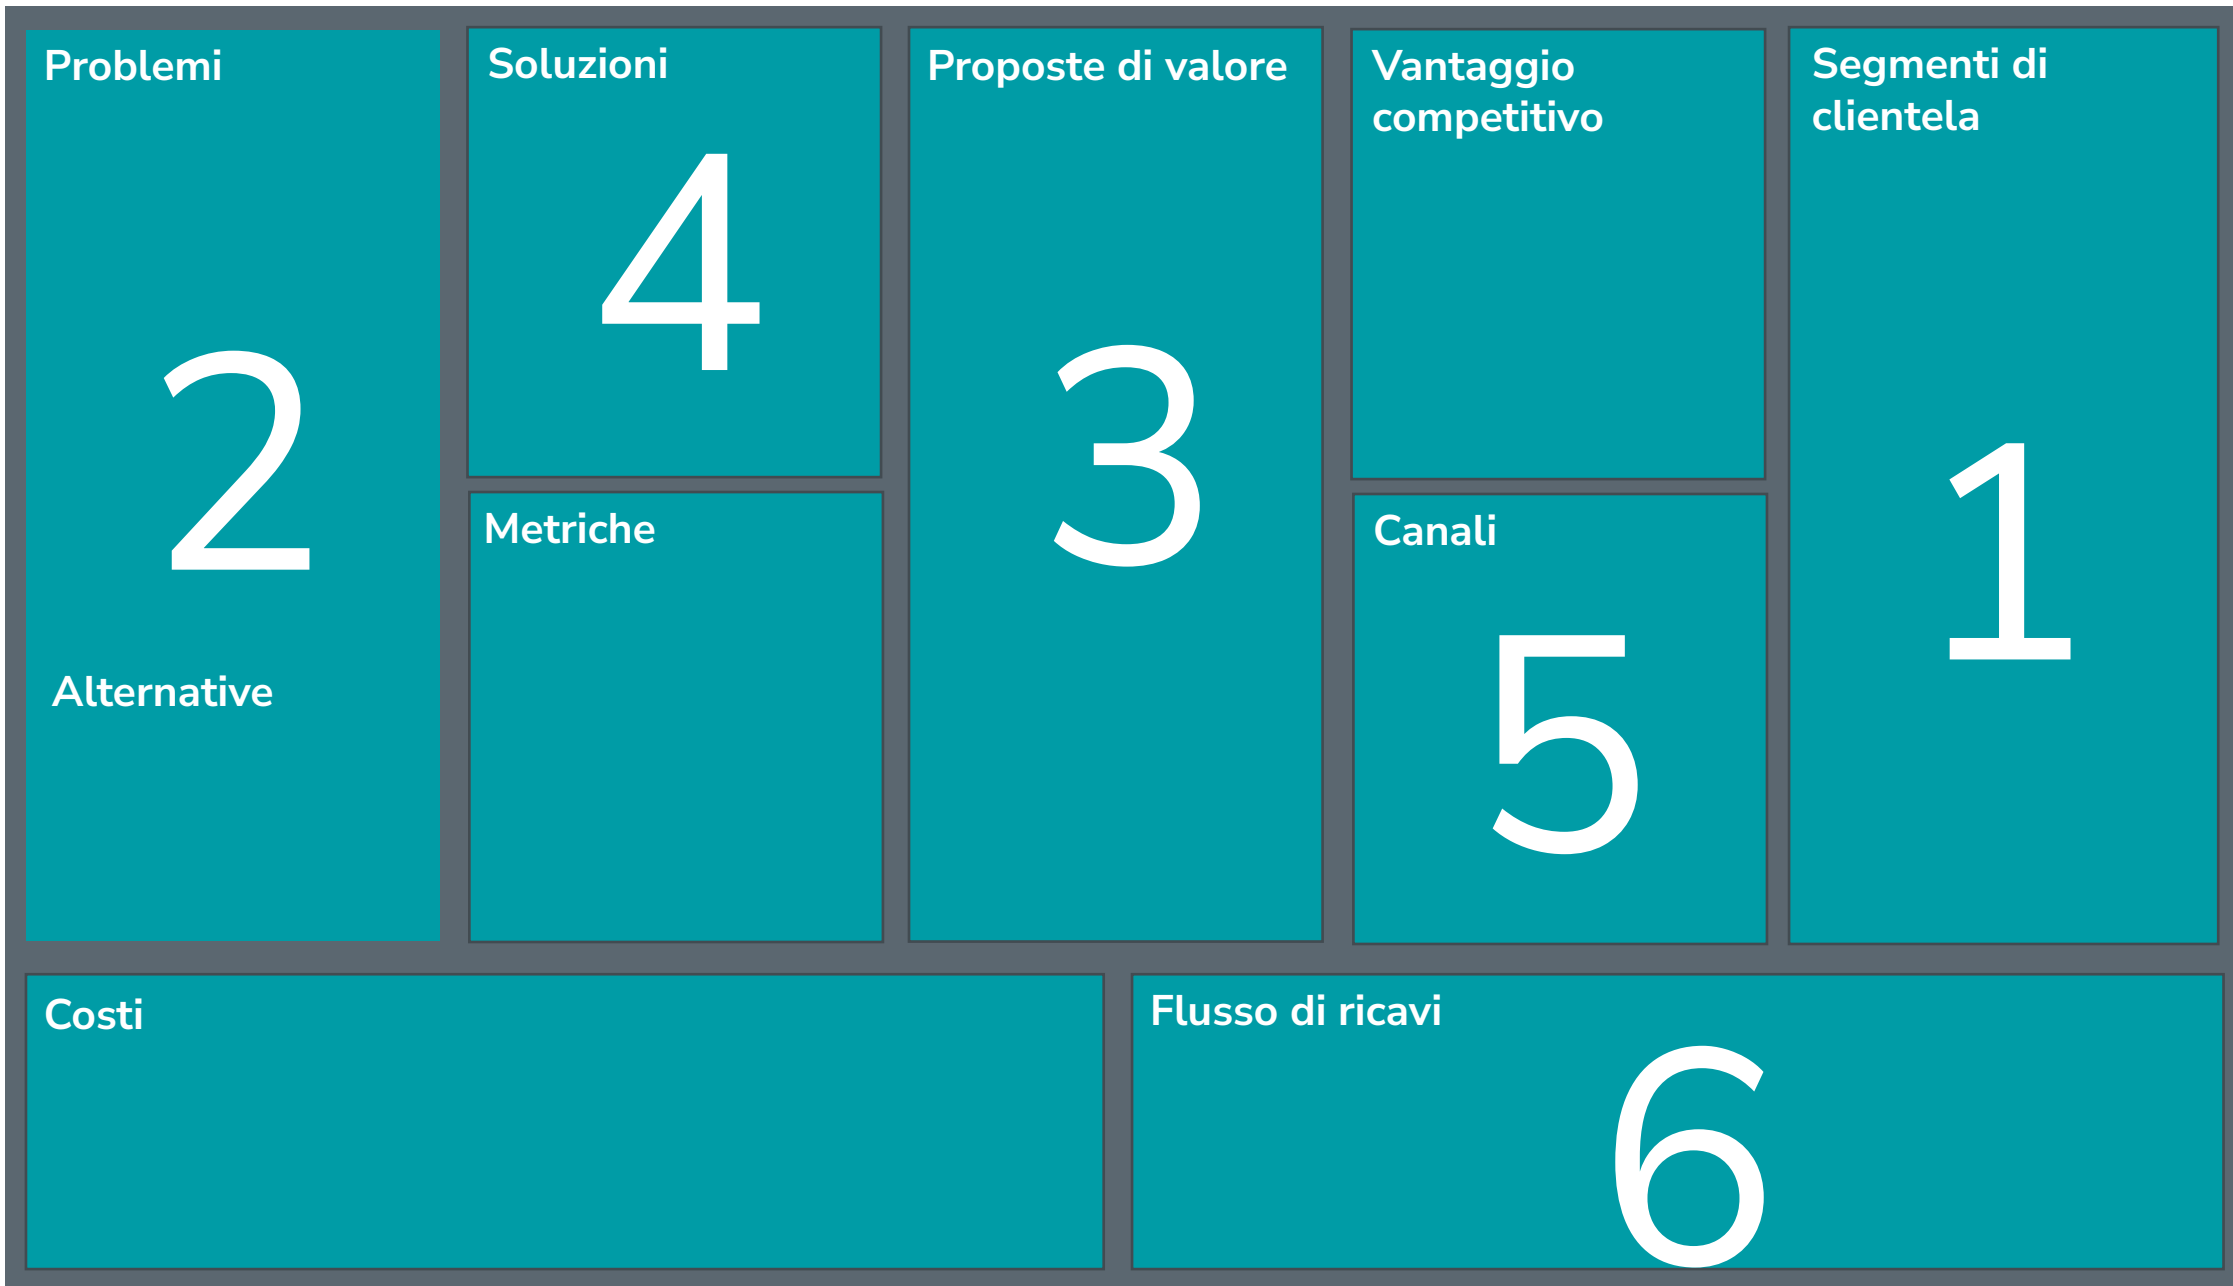 Problemi
2
Alternative
Soluzioni
4
Metriche
Proposte di valore
3
Vantaggio
competitivo
Canali
5
Segmenti di
clientela
1
Costi
Flusso di ricavi
6